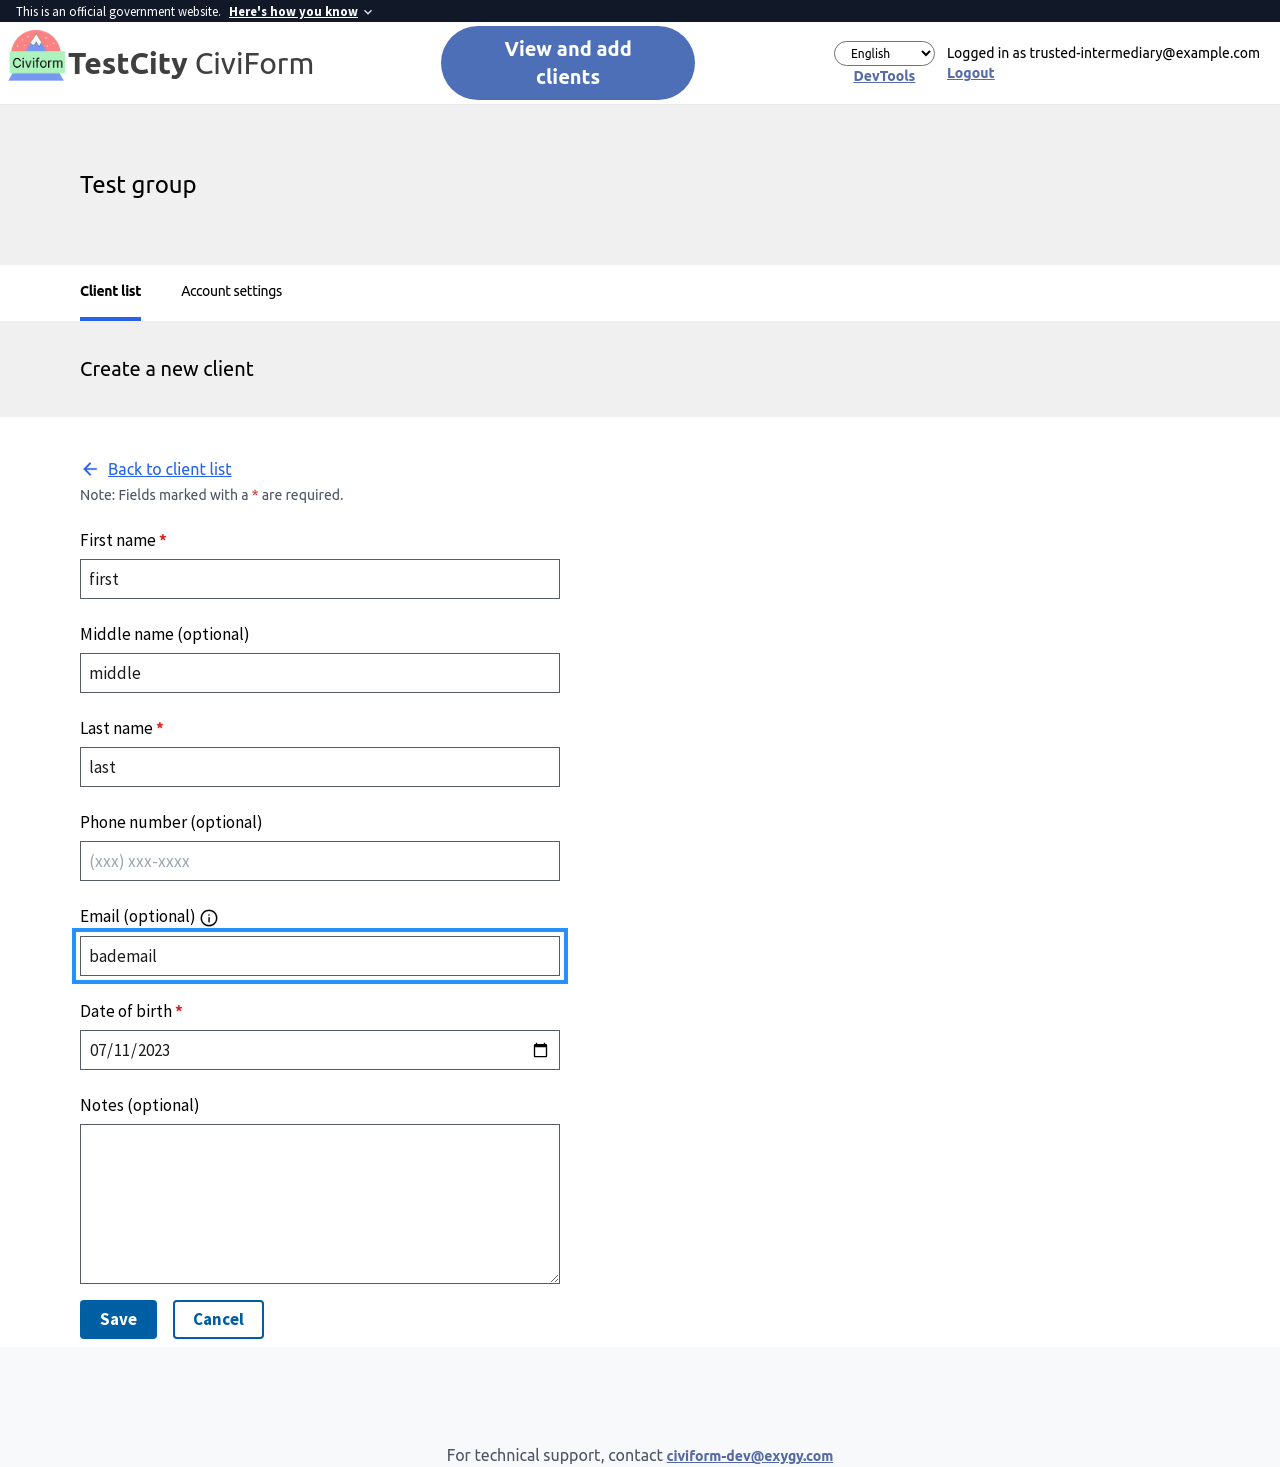 This is an official government website. Here's how you know
Civiform
TestCity CiviForm
View and add
clients
English
DevTools
Logged in as trusted-intermediary@example.com
Logout
Test group
Client list Account settings
Create a new client
Back to client list
Note: Fields marked with a * are required.
First name *
first
Middle name (optional)
middle
Last name *
last
Phone number (optional)
(xxx) xxx-xxxx
Email (optional)
bademail
Date of birth *
07/11/2023
Notes (optional)
Save Cancel
For technical support, contact civiform-dev@exygy.com